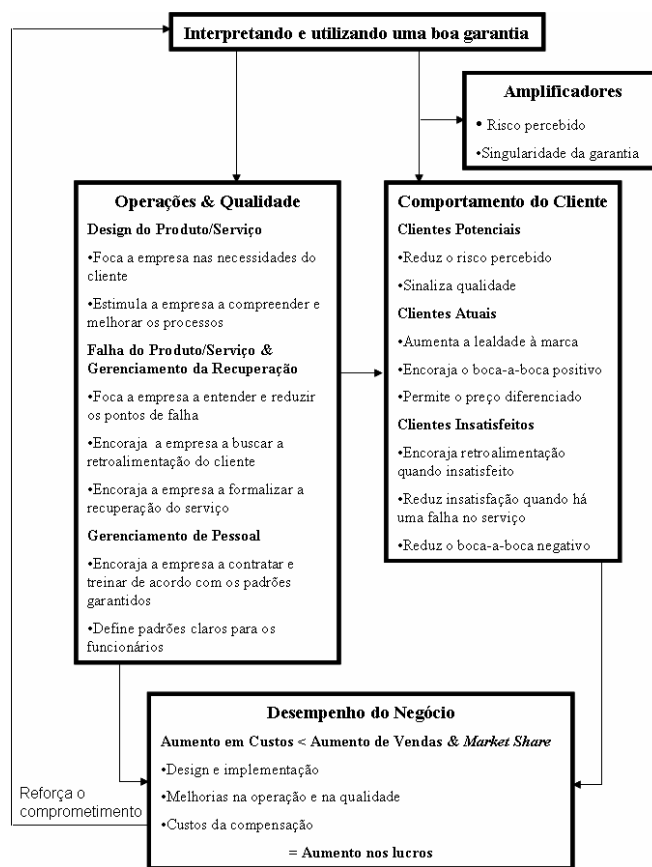 Interpretando e utilizando uma boa garantia
Amplificadores
• Risco percebido
•Singularidade da garantia
Operações & Qualidade
Design do Produto/Serviço
•Foca a empresa nas necessidades do
cliente
•Estimula a empresa a compreender e
melhorar os processos
Falha do Produto/Serviço &
Gerenciamento da Recuperação
•Foca a empresa a entender e reduzir
os pontos de falha
•Encoraja a empresa a buscar a
retroalimentação do cliente
•Encoraja a empresa a formalizar a
recuperação do serviço
Gerenciamento de Pessoal
•Encoraja a empresa a contratar e
treinar de acordo com os padrões
garantidos
•Define padrões claros para os
funcionários
Comportamento do Cliente
Clientes Potenciais
•Reduz o risco percebido
•Sinaliza qualidade
Clientes Atuais
•Aumenta a lealdade à marca
•Encoraja o boca-a-boca positivo
•Permite o preço diferenciado
Clientes Insatisfeitos
•Encoraja retroalimentação
quando insatisfeito
•Reduz insatisfação quando há
uma falha no serviço
•Reduz o boca-a-boca negativo
Desempenho do Negócio
Aumento em Custos < Aumento de Vendas & Market Share
•Design e implementação
•Melhorias na operação e na qualidade
•Custos da compensação
= Aumento nos lucros
Reforça o
comprometimento